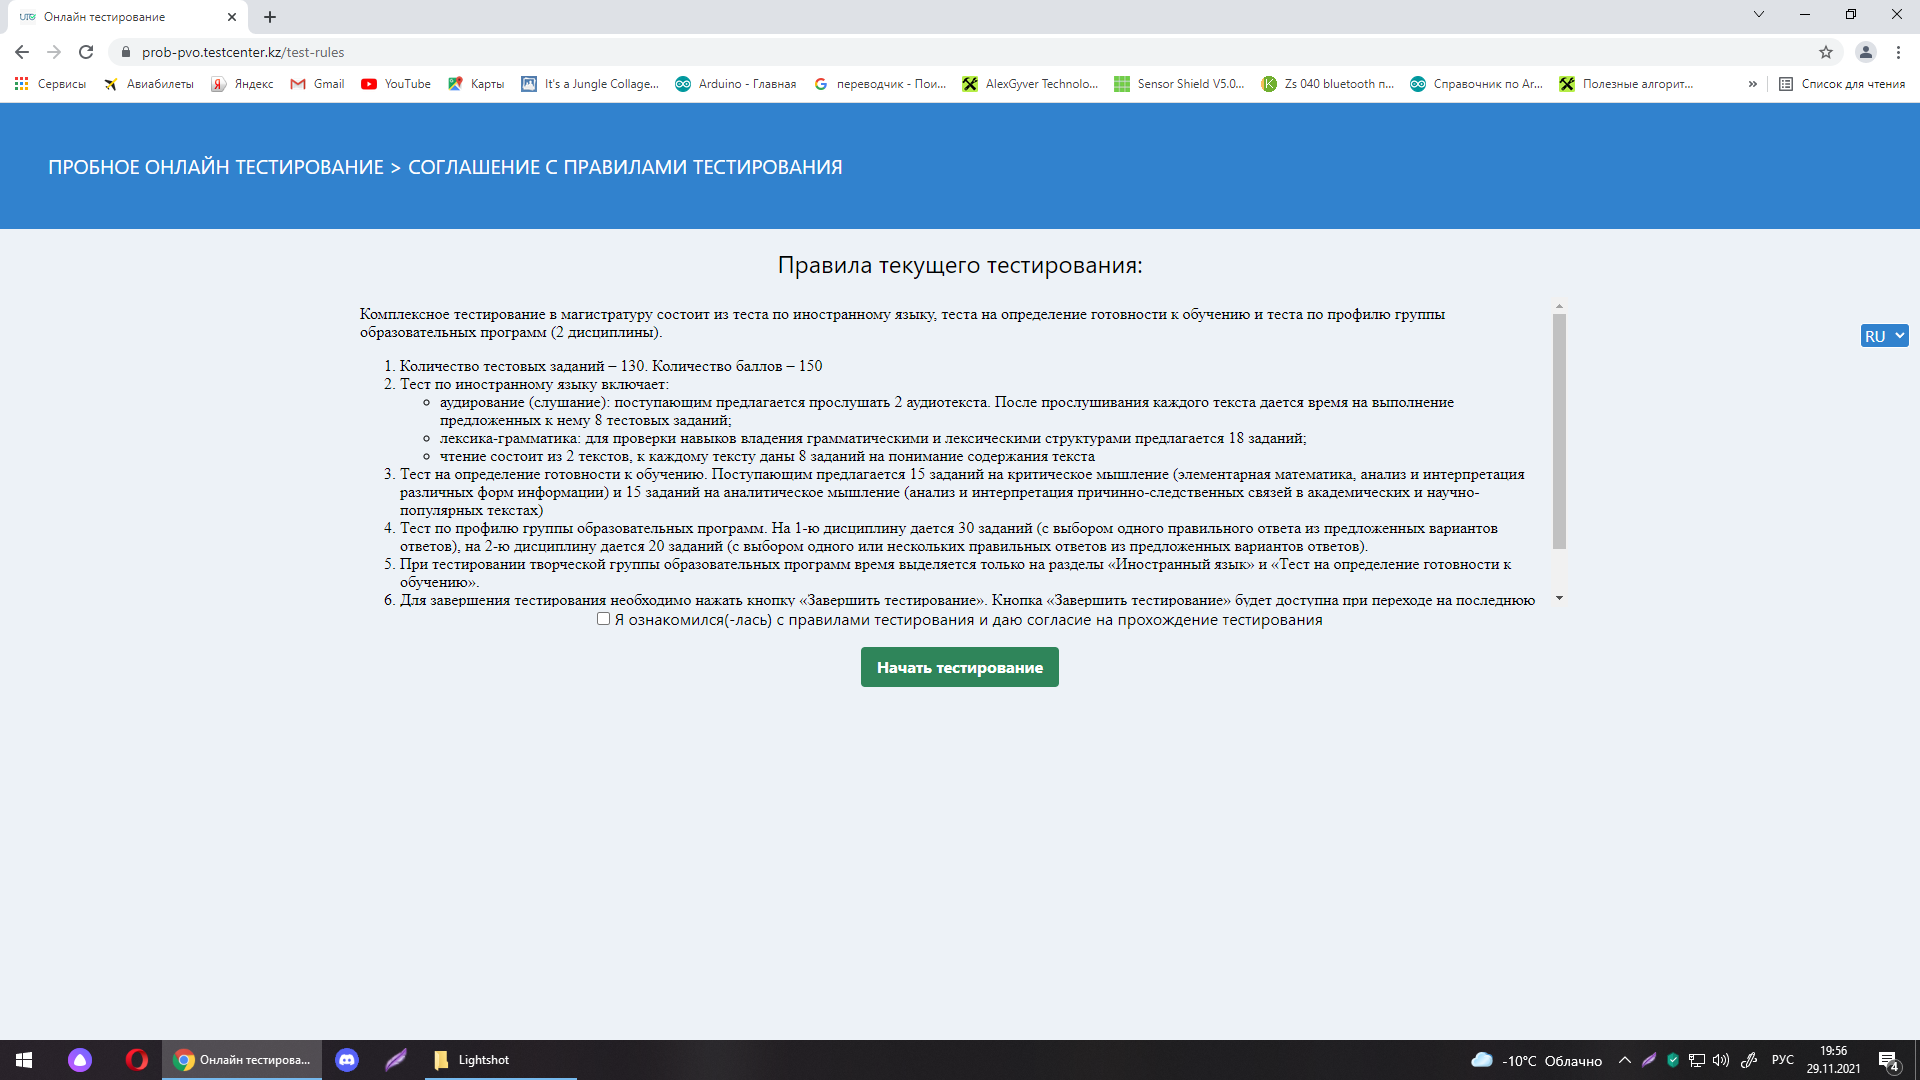 Онлайн тестирование
prob-pvo.testcenter.kz/test-rules
Сервисы Авиабилеты Яндекс Gmail YouTube Карты It's a Jungle Collage... Arduino - Главная переводчик - Пои... AlexGyver Technolo... Sensor Shield V5.0... Zs 040 bluetooth п... Справочник по Ar... Полезные алгорит... » Список для чтения
ПРОБНОЕ ОНЛАЙН ТЕСТИРОВАНИЕ > СОГЛАШЕНИЕ С ПРАВИЛАМИ ТЕСТИРОВАНИЯ
Правила текущего тестирования:
Комплексное тестирование в магистратуру состоит из теста по иностранному языку, теста на определение готовности к обучению и теста по профилю группы
образовательных программ (2 дисциплины).
RU
1. Количество тестовых заданий – 130. Количество баллов – 150
2. Тест по иностранному языку включает:
аудирование (слушание): поступающим предлагается прослушать 2 аудиотекста. После прослушивания каждого текста дается время на выполнение
предложенных к нему 8 тестовых заданий;
лексика-грамматика: для проверки навыков владения грамматическими и лексическими структурами предлагается 18 заданий;
чтение состоит из 2 текстов, к каждому тексту даны 8 заданий на понимание содержания текста
3. Тест на определение готовности к обучению. Поступающим предлагается 15 заданий на критическое мышление (элементарная математика, анализ и интерпретация
различных форм информации) и 15 заданий на аналитическое мышление (анализ и интерпретация причинно-следственных связей в академических и научно-
популярных текстах)
4. Тест по профилю группы образовательных программ. На 1-ю дисциплину дается 30 заданий (с выбором одного правильного ответа из предложенных вариантов
ответов), на 2-ю дисциплину дается 20 заданий (с выбором одного или нескольких правильных ответов из предложенных вариантов ответов).
5. При тестировании творческой группы образовательных программ время выделяется только на разделы «Иностранный язык» и «Тест на определение готовности к
обучению».
6. Для завершения тестирования необходимо нажать кнопку «Завершить тестирование». Кнопка «Завершить тестирование» будет доступна при переходе на последнюю
Я ознакомился(-лась) с правилами тестирования и даю согласие на прохождение тестирования
Начать тестирование
Онлайн тестирова... Lightshot -10°C Облачно РУС 19:56
29.11.2021
4